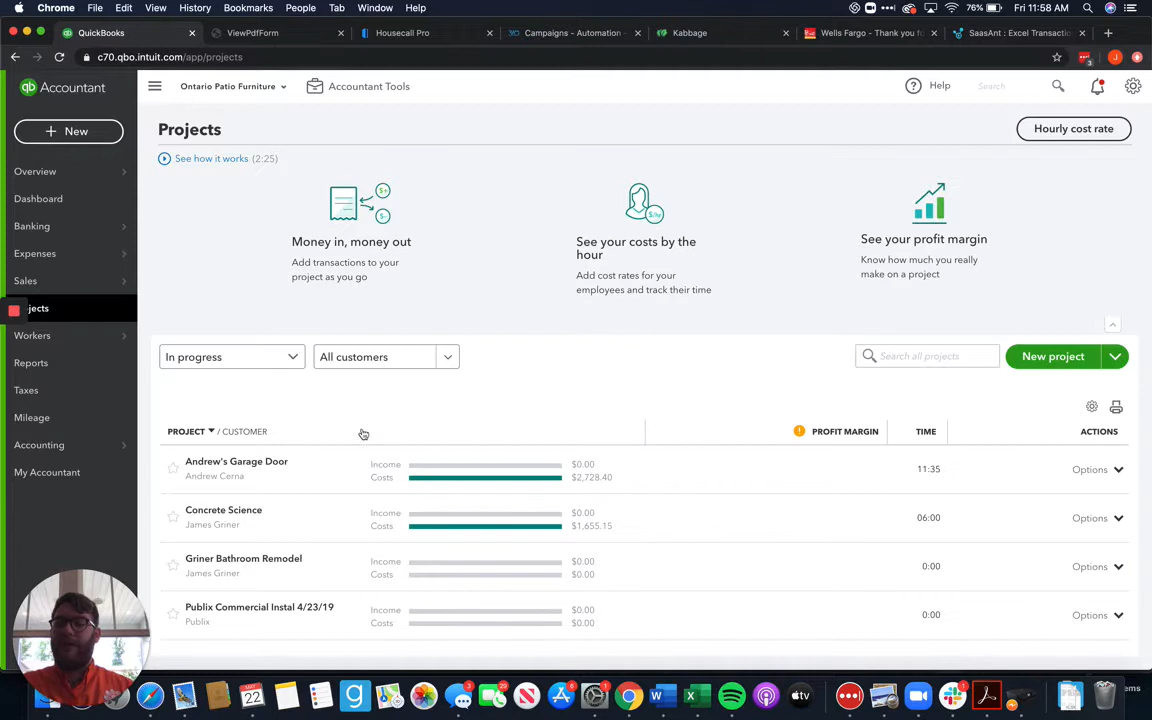 Chrome File Edit View History Bookmarks People Tab Window Help 76% Fri 11:58 AM
QuickBooks ViewPdfForm Housecall Pro Campaigns - Automation - Kabbage Wells Fargo - Thank you fo SaasAnt : Excel Transactio
c70.qbo.intuit.com/app/projects
qb Accountant
Ontario Patio Furniture
Accountant Tools
Help
Search
+ New
Overview
Dashboard
Banking
Expenses
Sales
jects
Workers
Reports
Taxes
Mileage
Accounting
My Accountant
Projects
Hourly cost rate
See how it works (2:25)
Money in, money out
Add transactions to your
project as you go
See your costs by the
hour
Add cost rates for your
employees and track their time
See your profit margin
Know how much you really
make on a project
In progress
All customers
Search all projects
New project
PROJECT / CUSTOMER PROFIT MARGIN TIME ACTIONS
Andrew's Garage Door
Andrew Cerna
Income $0.00
Costs $2,728.40
11:35
Options
Concrete Science
James Griner
Income $0.00
Costs $1,655.15
06:00
Options
Griner Bathroom Remodel
James Griner
Income $0.00
Costs $0.00
0:00
Options
Publix Commercial Instal 4/23/19
Publix
Income $0.00
Costs $0.00
0:00
Options
MAY
22
tv
ems